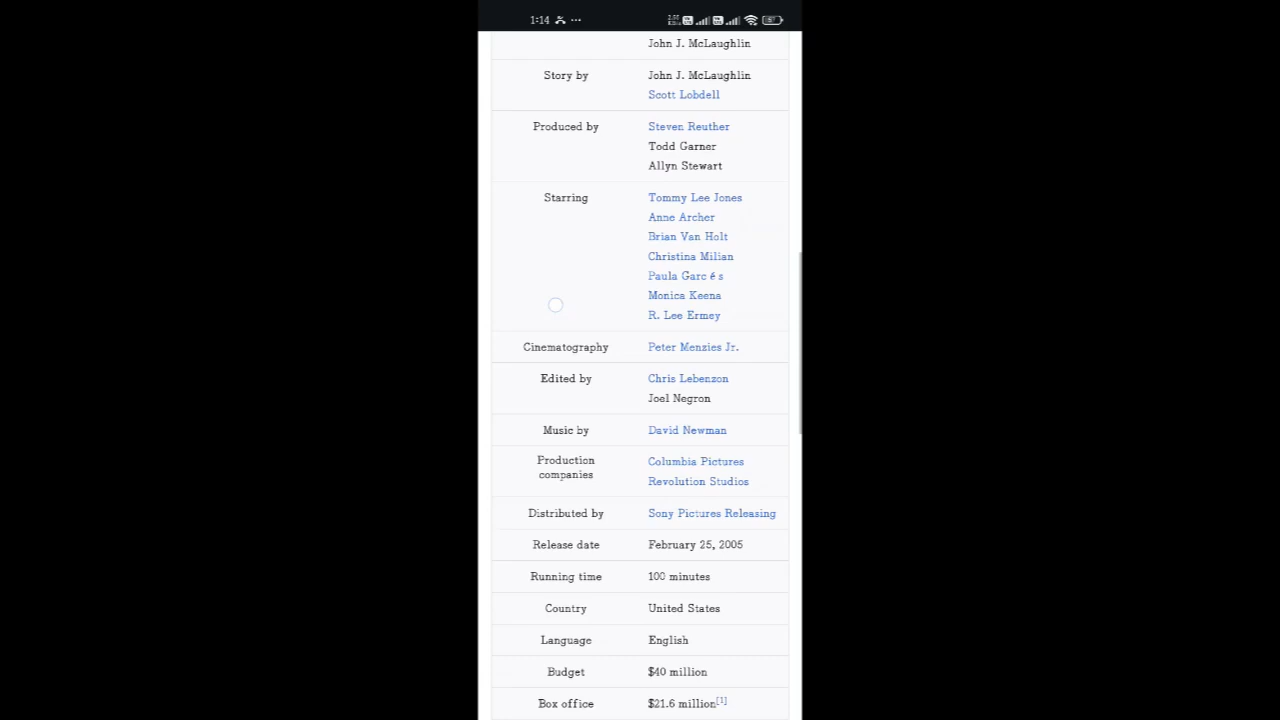 1:14
John J. McLaughlin
Story by John J. McLaughlin
Scott Lobdell
Produced by Steven Reuther
Todd Garner
Allyn Stewart
Starring Tommy Lee Jones
Anne Archer
Brian Van Holt
Christina Milian
Paula Garcés
Monica Keena
R. Lee Ermey
Cinematography Peter Menzies Jr.
Edited by Chris Lebenzon
Joel Negron
Music by David Newman
Production
companies
Columbia Pictures
Revolution Studios
Distributed by Sony Pictures Releasing
Release date February 25, 2005
Running time 100 minutes
Country United States
Language English
Budget $40 million
Box office $21.6 million[1]